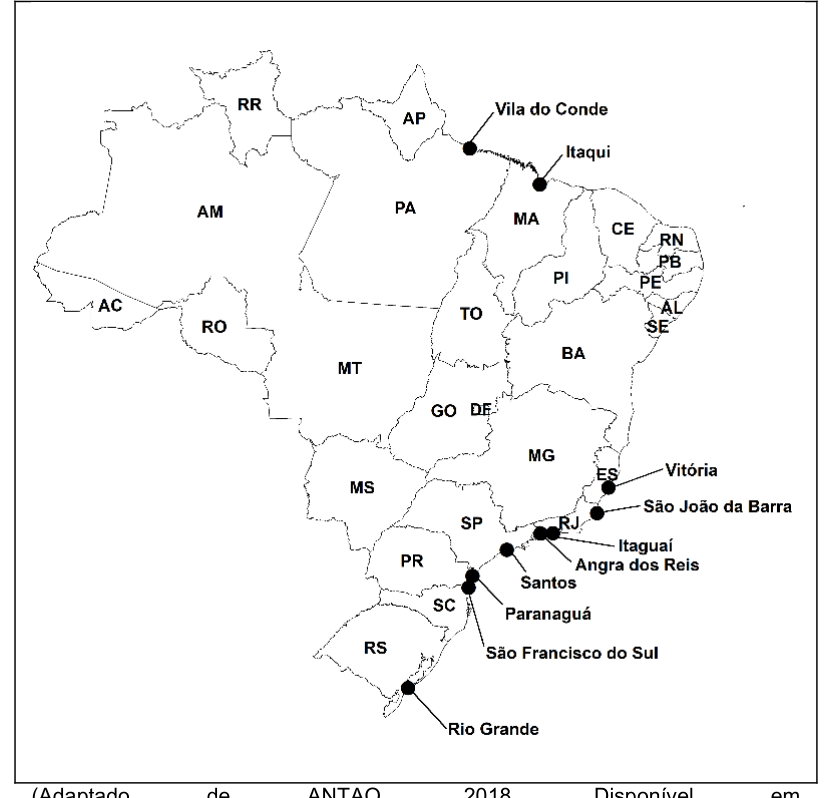 RR
AP
Vila do Conde
Itaqui
AM
PA
MA
CE
RN
PB
PI
PE
AC
AL
TO
RO
SE
BA
MT
GO DF
MG
ES
Vitória
MS
São João da Barra
SP
RJ
Itaguaí
PR
Angra dos Reis
Santos
SC
Paranaguá
RS
São Francisco do Sul
Rio Grande
(Adaptado de ANTAQ 2018 Disponível em